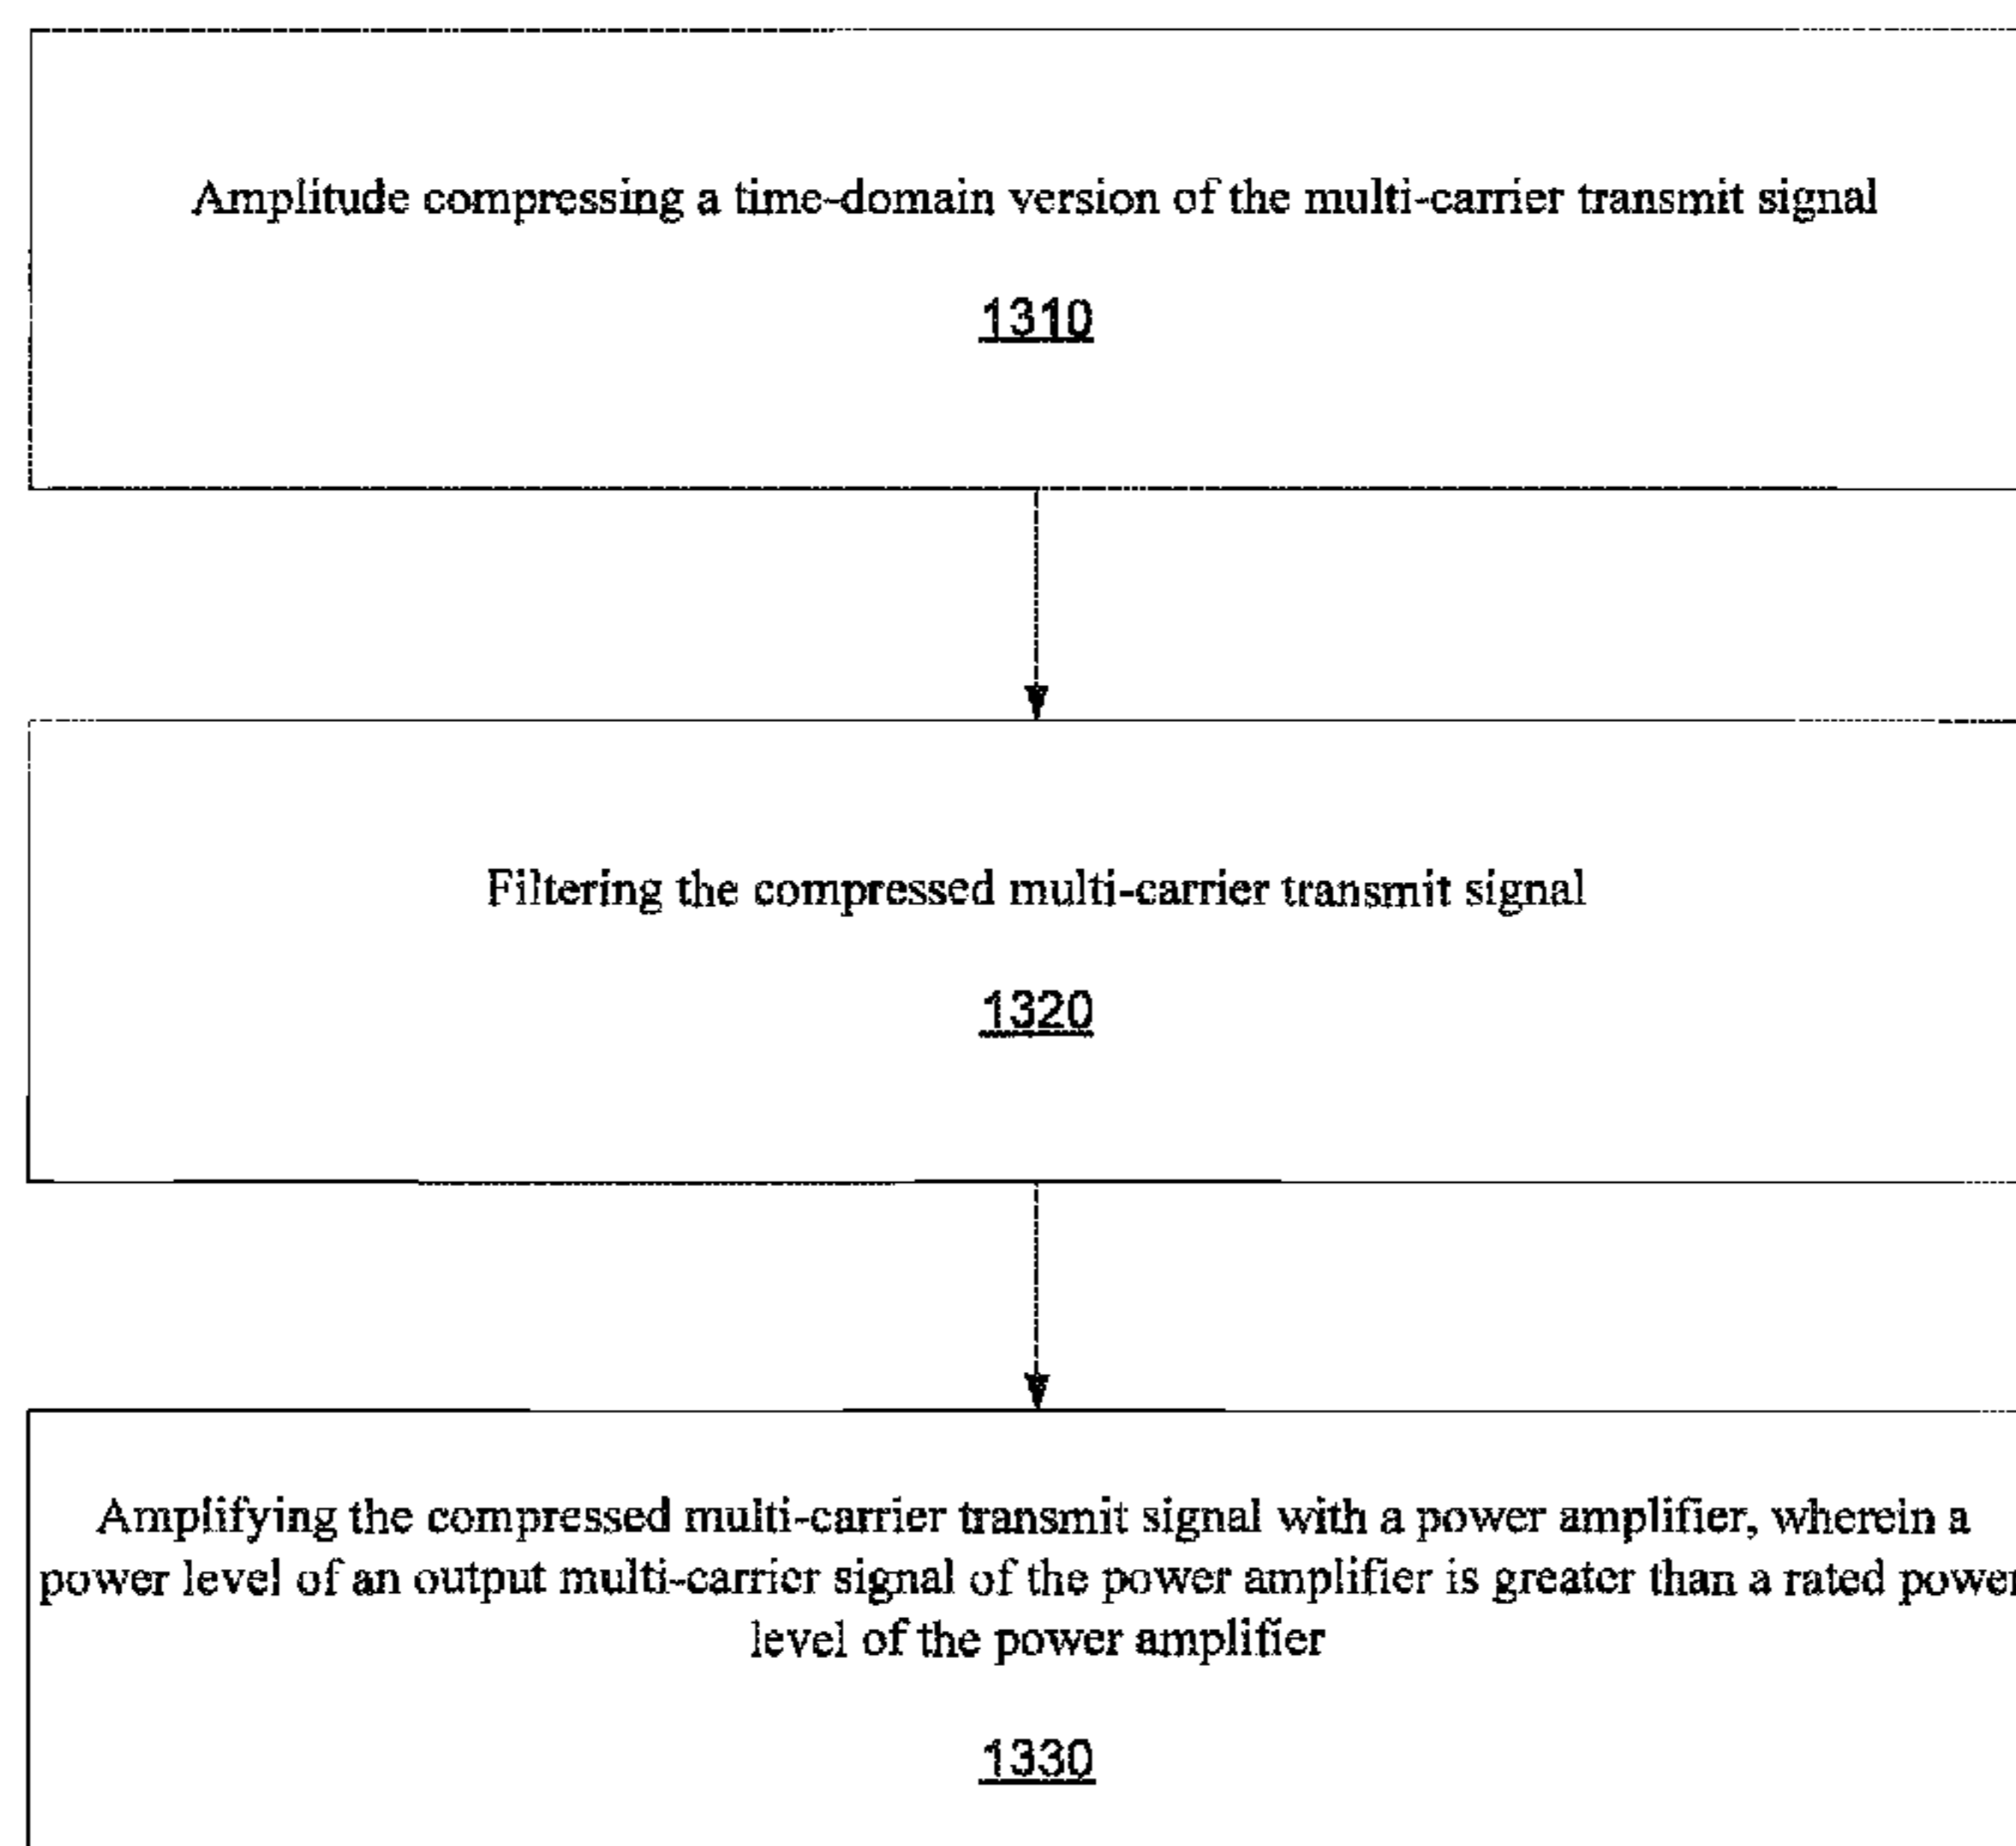 Amplitude compressing a time-domain version of the multi-carrier transmit signal
1310
Filtering the compressed multi-carrier transmit signal
1320
Amplifying the compressed multi-carrier transmit signal with a power amplifier, wherein a
power level of an output multi-carrier signal of the power amplifier is greater than a rated power
level of the power amplifier
1330